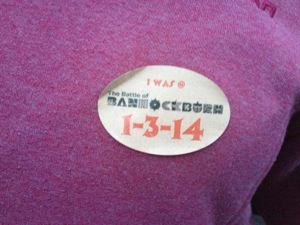 I WAS @
The Battle of
BANNOCKBURN
1-3-14